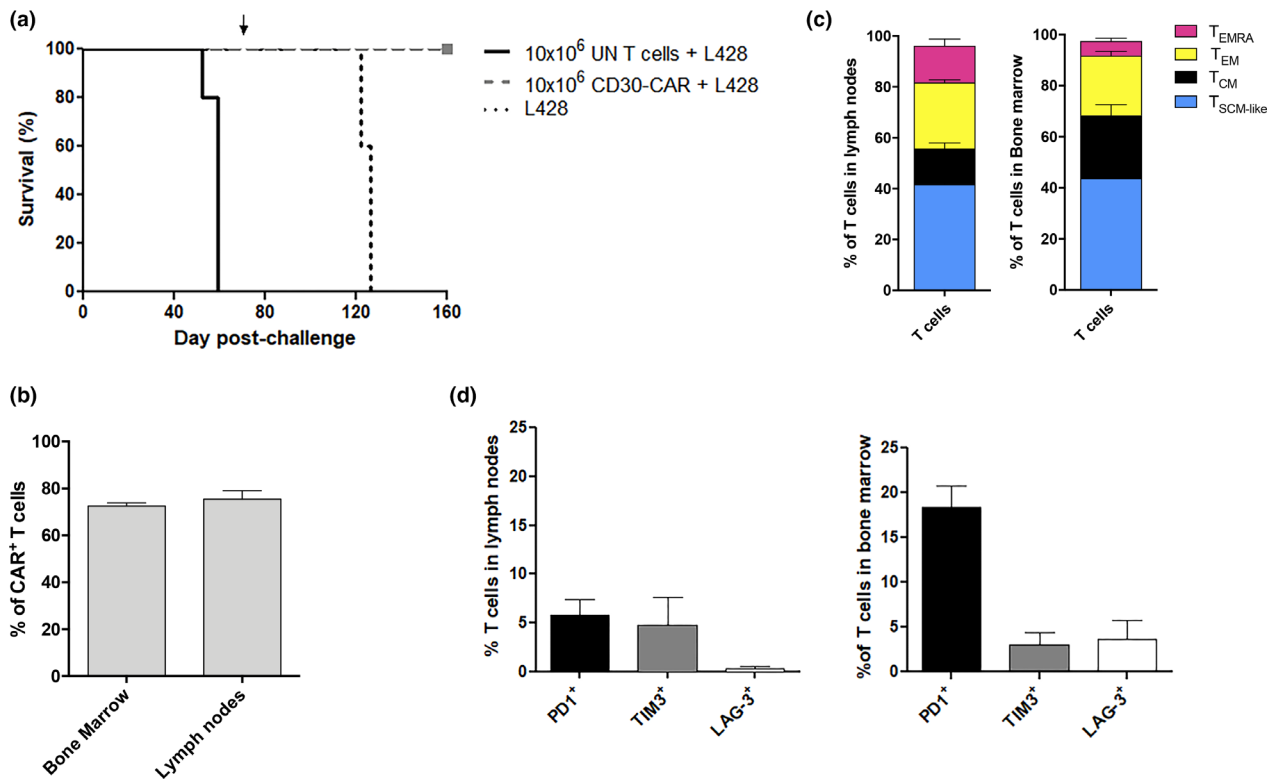 (a)
100
80
60
40
20
0
Survival (%)
0 40 80 120 160
Day post-challenge
10x10⁶ UN T cells + L428
10x10⁶ CD30-CAR + L428
L428
(b)
100
80
60
40
20
0
% of CAR⁺ T cells
Bone Marrow
Lymph nodes
(c)
100
80
60
40
20
0
% of T cells in lymph nodes
T cells
100
80
60
40
20
0
% of T cells in Bone marrow
T cells
T_EMRA
T_EM
T_CM
T_SCM-like
(d)
25
20
15
10
5
0
% T cells in lymph nodes
PD1⁺
TIM3⁺
LAG-3⁺
25
20
15
10
5
0
%of T cells in bone marrow
PD1⁺
TIM3⁺
LAG-3⁺